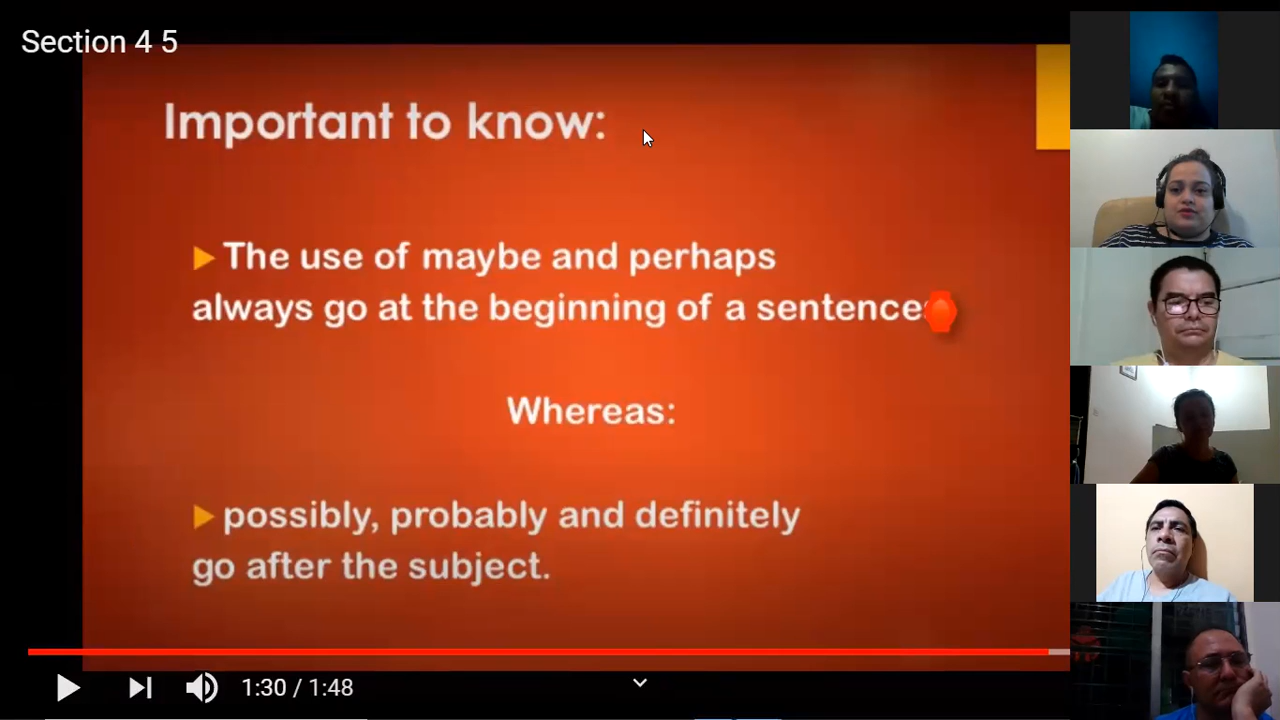 Section 4 5
Important to know:
The use of maybe and perhaps
always go at the beginning of a sentence
Whereas:
possibly, probably and definitely
go after the subject.
1:30 / 1:48